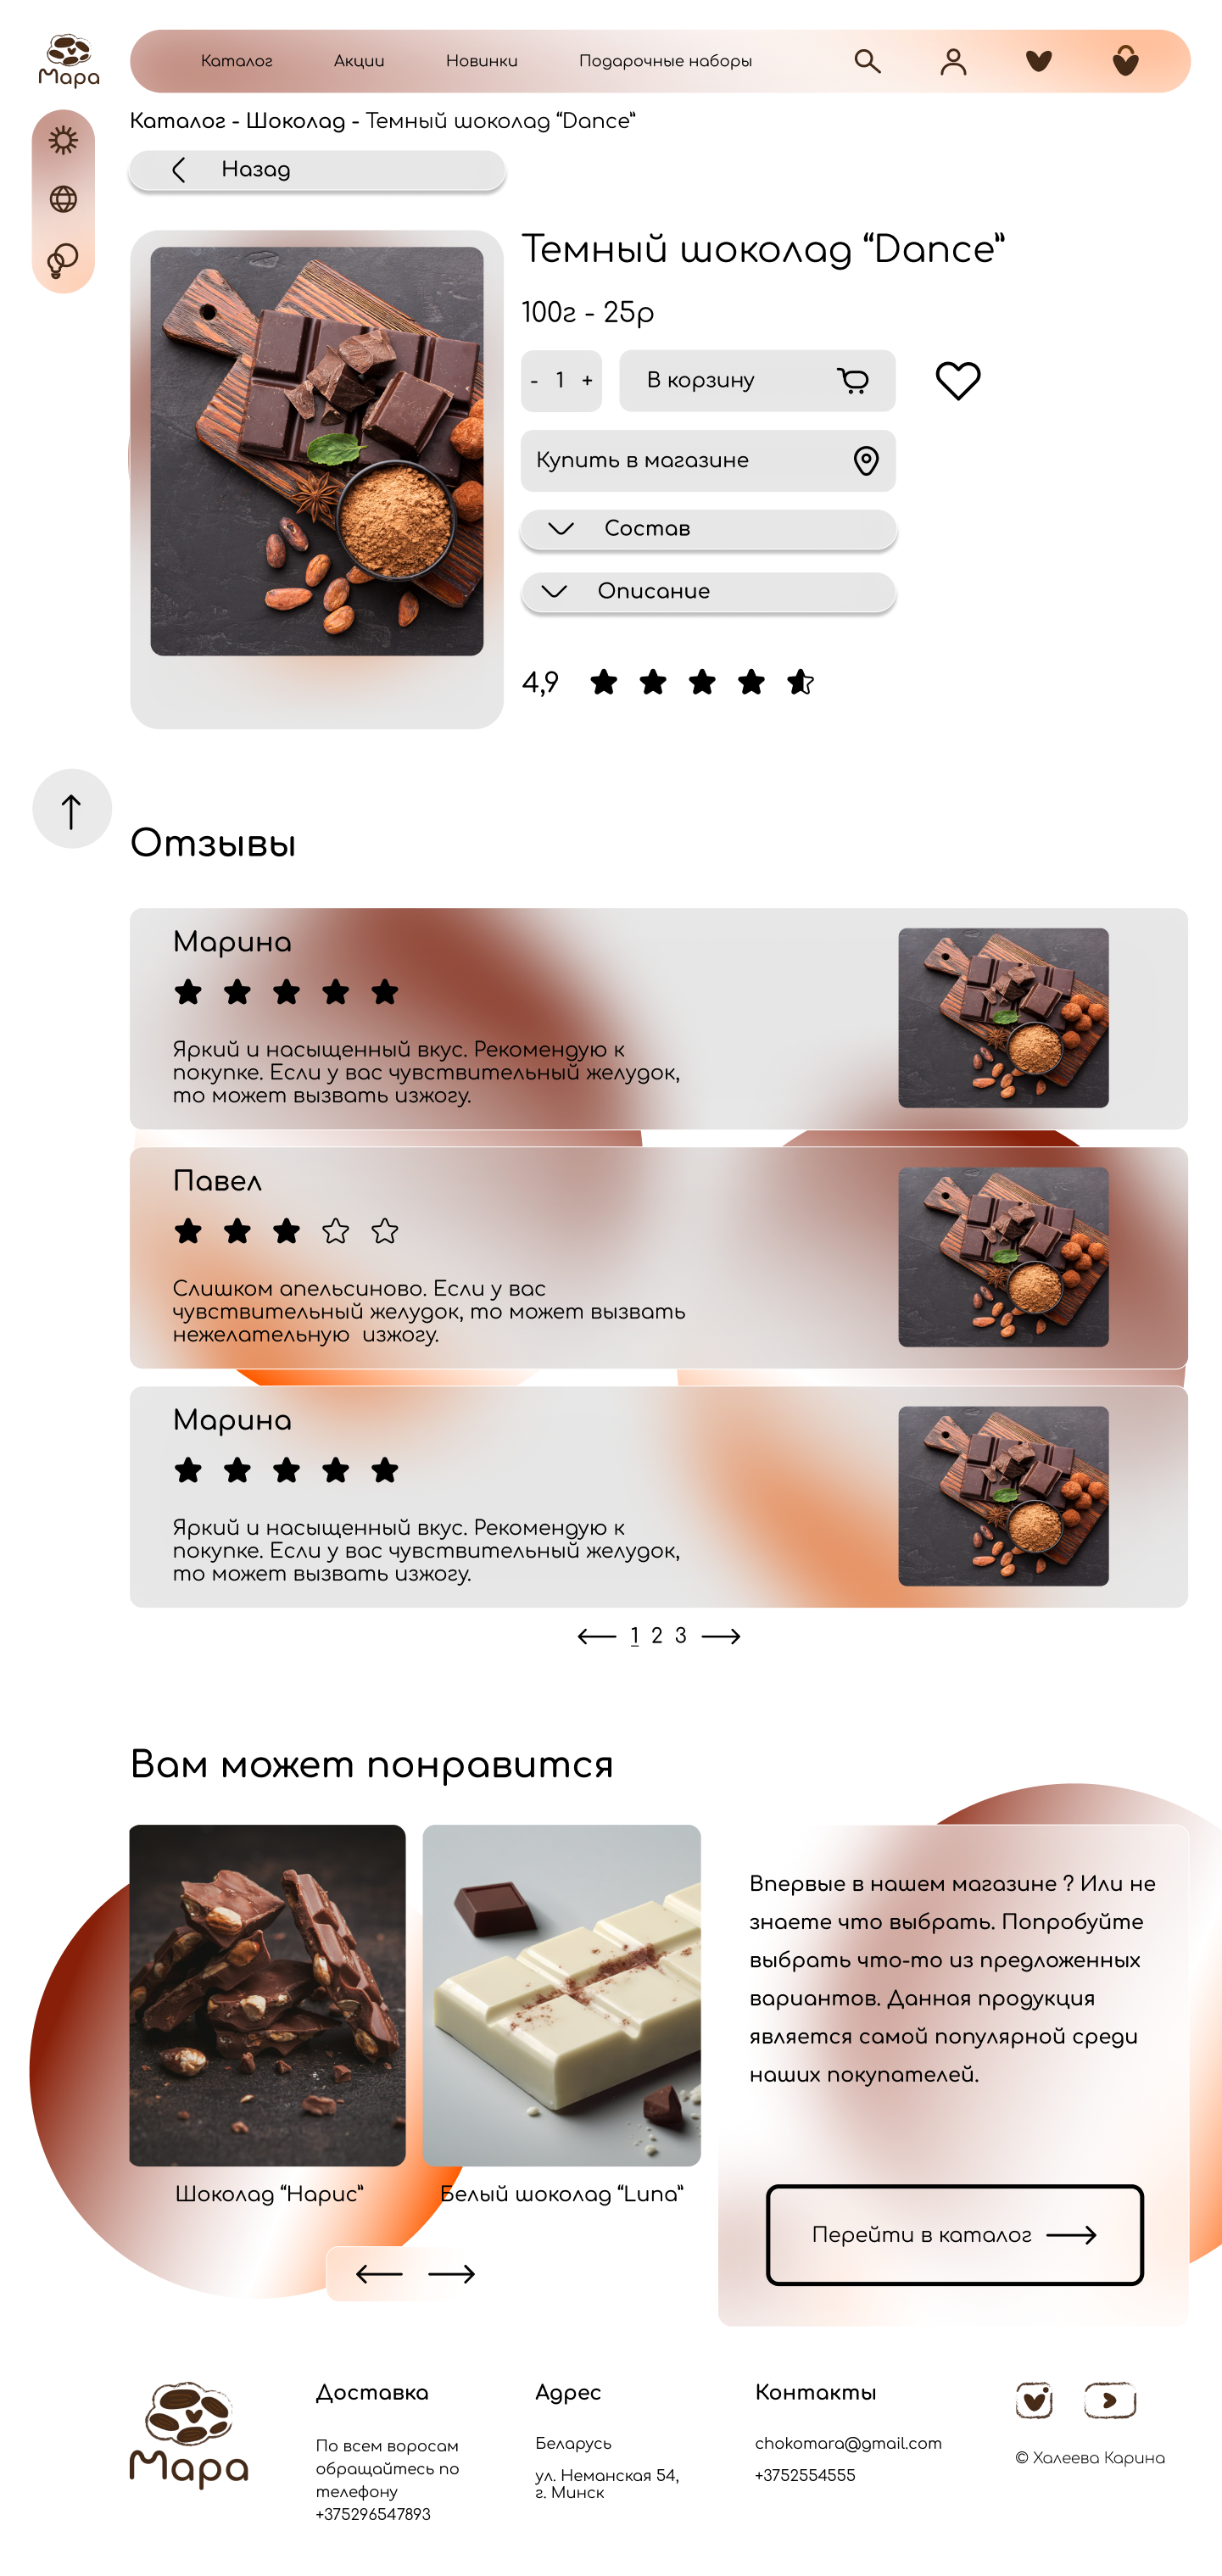 Мара
Каталог Акции Новинки Подарочные наборы
Каталог - Шоколад - Темный шоколад “Dance”
Назад
Темный шоколад “Dance”
100г - 25р
- 1 + В корзину
Купить в магазине
Состав
Описание
4,9
Отзывы
Марина
Яркий и насыщенный вкус. Рекомендую к
покупке. Если у вас чувствительный желудок,
то может вызвать изжогу.
Павел
Слишком апельсиново. Если у вас
чувствительный желудок, то может вызвать
нежелательную  изжогу.
Марина
Яркий и насыщенный вкус. Рекомендую к
покупке. Если у вас чувствительный желудок,
то может вызвать изжогу.
1 2 3
Вам может понравится
Шоколад “Нарис”
Белый шоколад “Luna”
Впервые в нашем магазине ? Или не
знаете что выбрать. Попробуйте
выбрать что-то из предложенных
вариантов. Данная продукция
является самой популярной среди
наших покупателей.
Перейти в каталог
Мара
Доставка
По всем воросам
обращайтесь по
телефону
+375296547893
Адрес
Беларусь
ул. Неманская 54,
г. Минск
Контакты
chokomara@gmail.com
+3752554555
© Халеева Карина